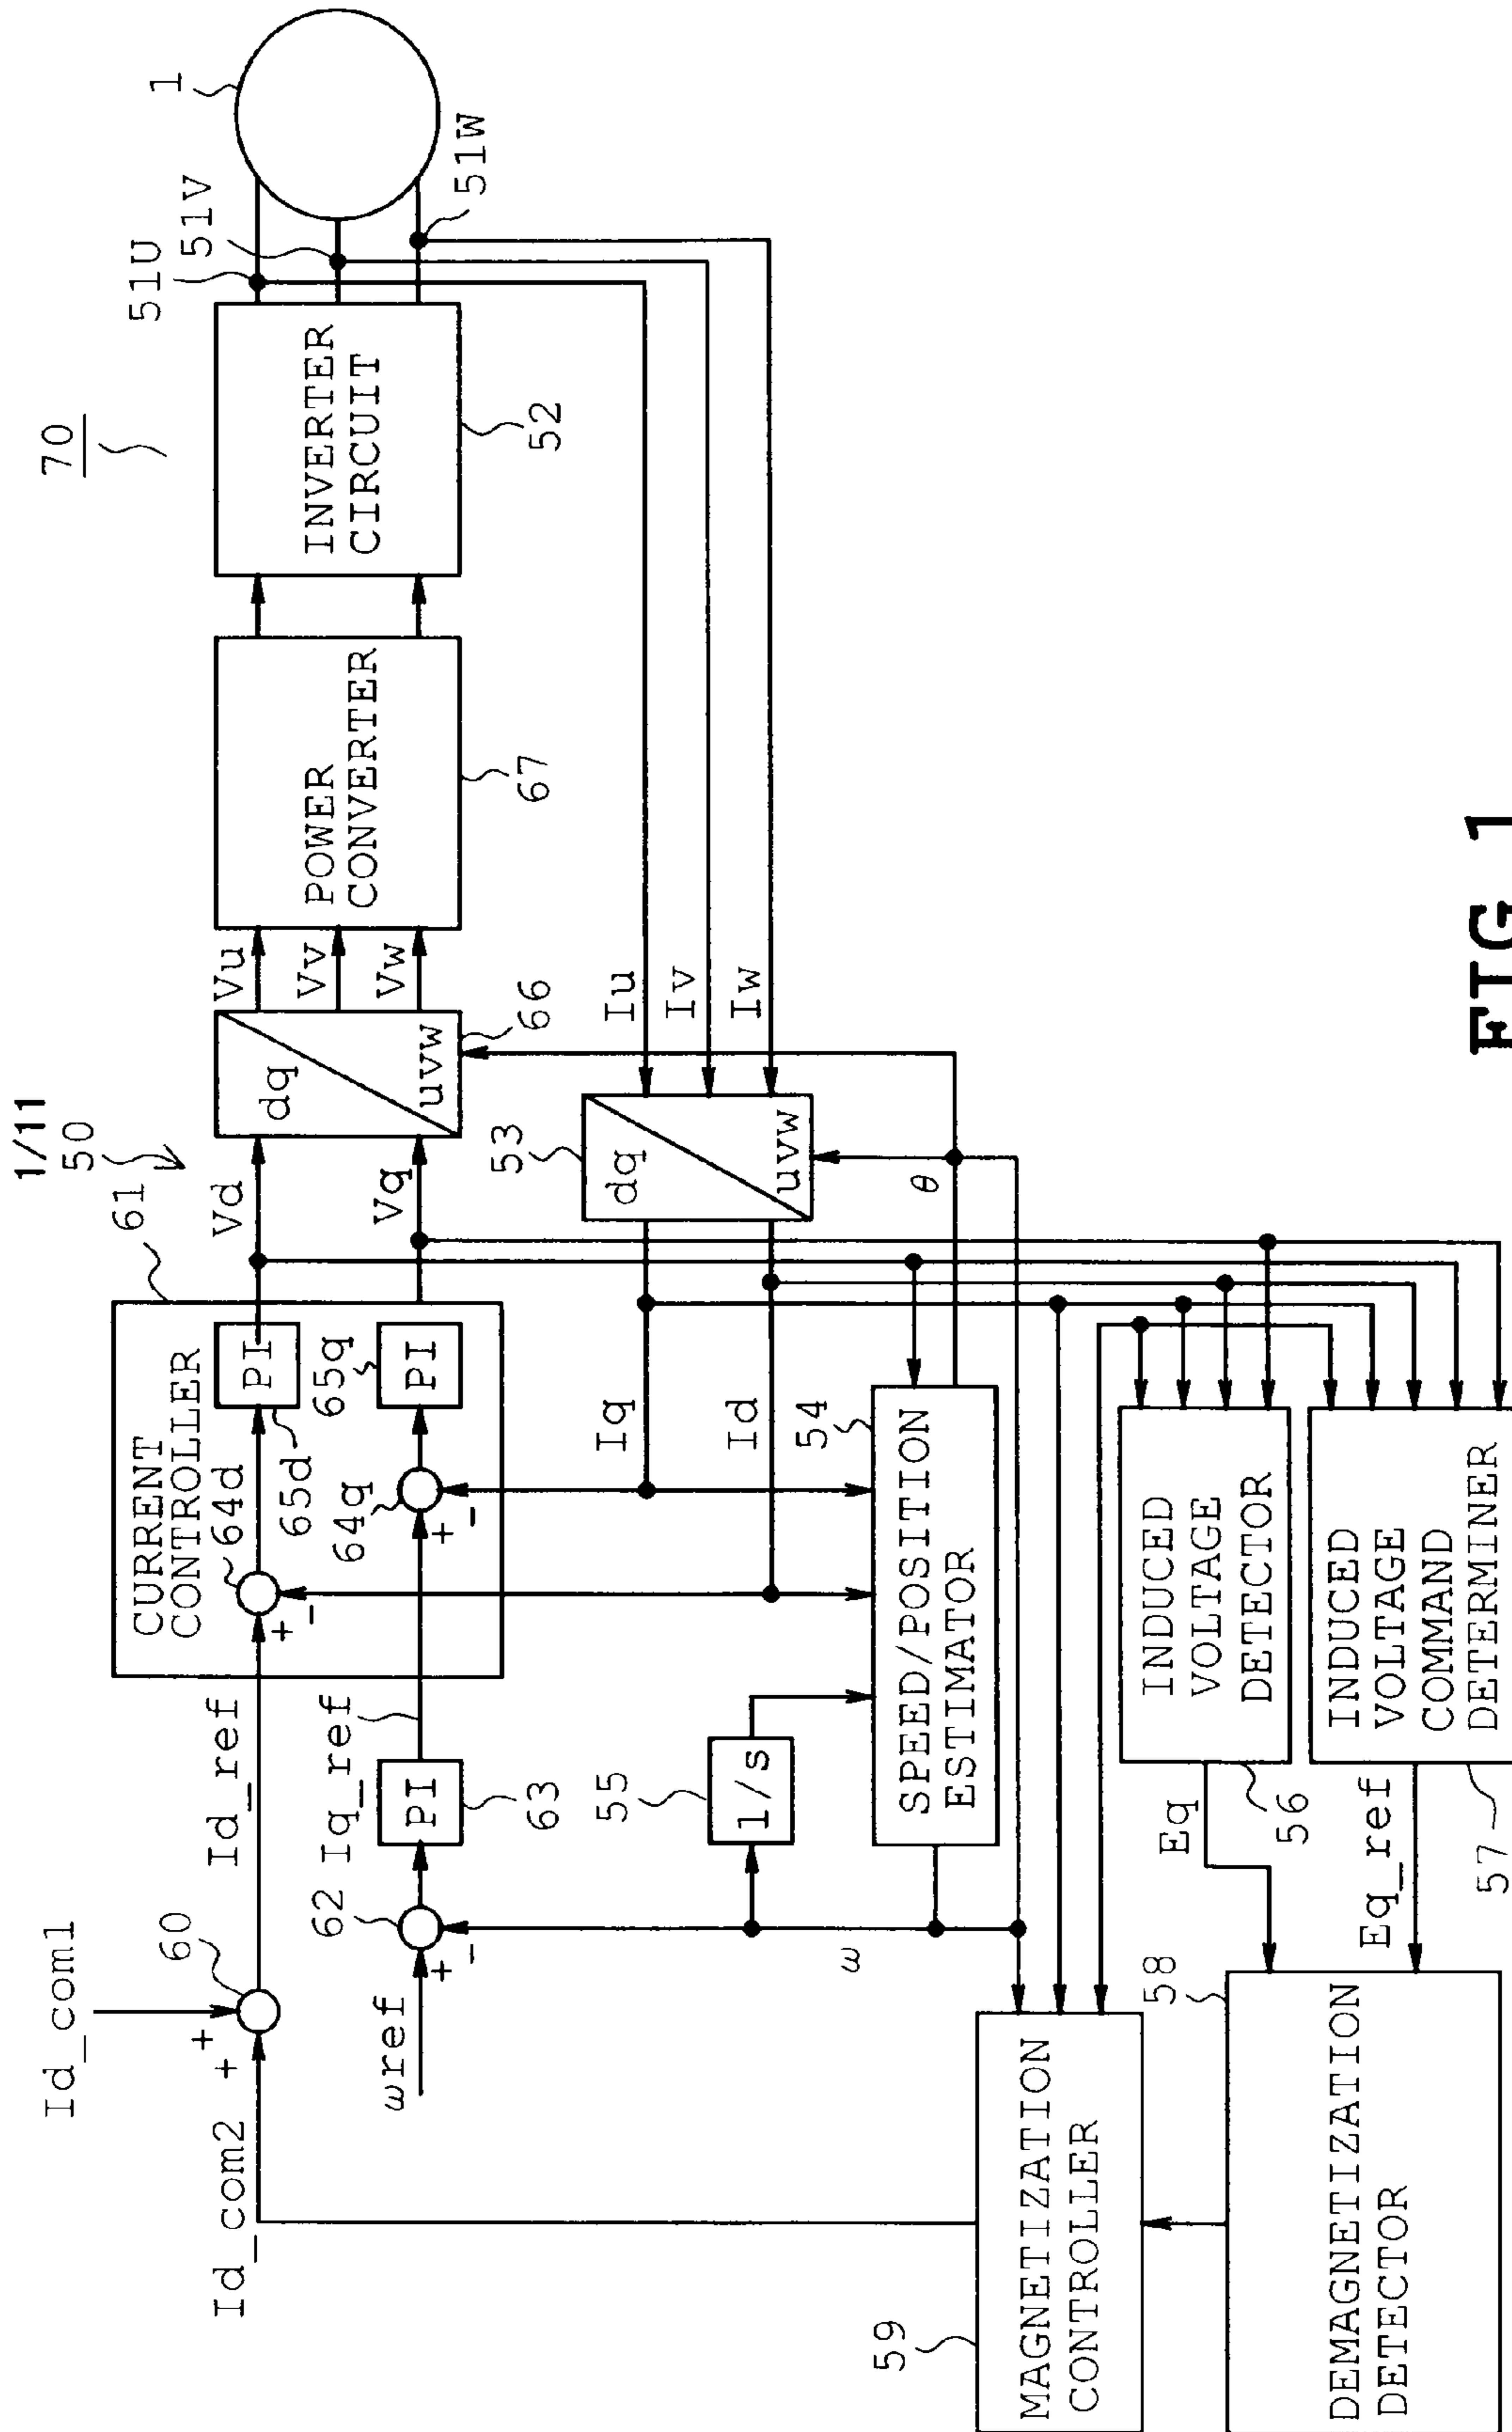 1/11
50
70
Id_com1
Id_com2
+
+
60
Id_ref
CURRENT
CONTROLLER
61
64d
+
-
PI
65d
65q
PI
64q
+
-
Vd
Vq
dq
uvw
66
Vu
Vv
Vw
POWER
CONVERTER
67
INVERTER
CIRCUIT
52
51U
51V
51W
1
ωref
+
-
62
PI
63
Iq_ref
Iq
Id
53
dq
uvw
Iu
Iv
Iw
θ
ω
55
1/s
54
SPEED/POSITION
ESTIMATOR
59
MAGNETIZATION
CONTROLLER
58
DEMAGNETIZATION
DETECTOR
Eq
56
INDUCED
VOLTAGE
DETECTOR
Eq_ref
57
INDUCED
VOLTAGE
COMMAND
DETERMINER
FIG.1